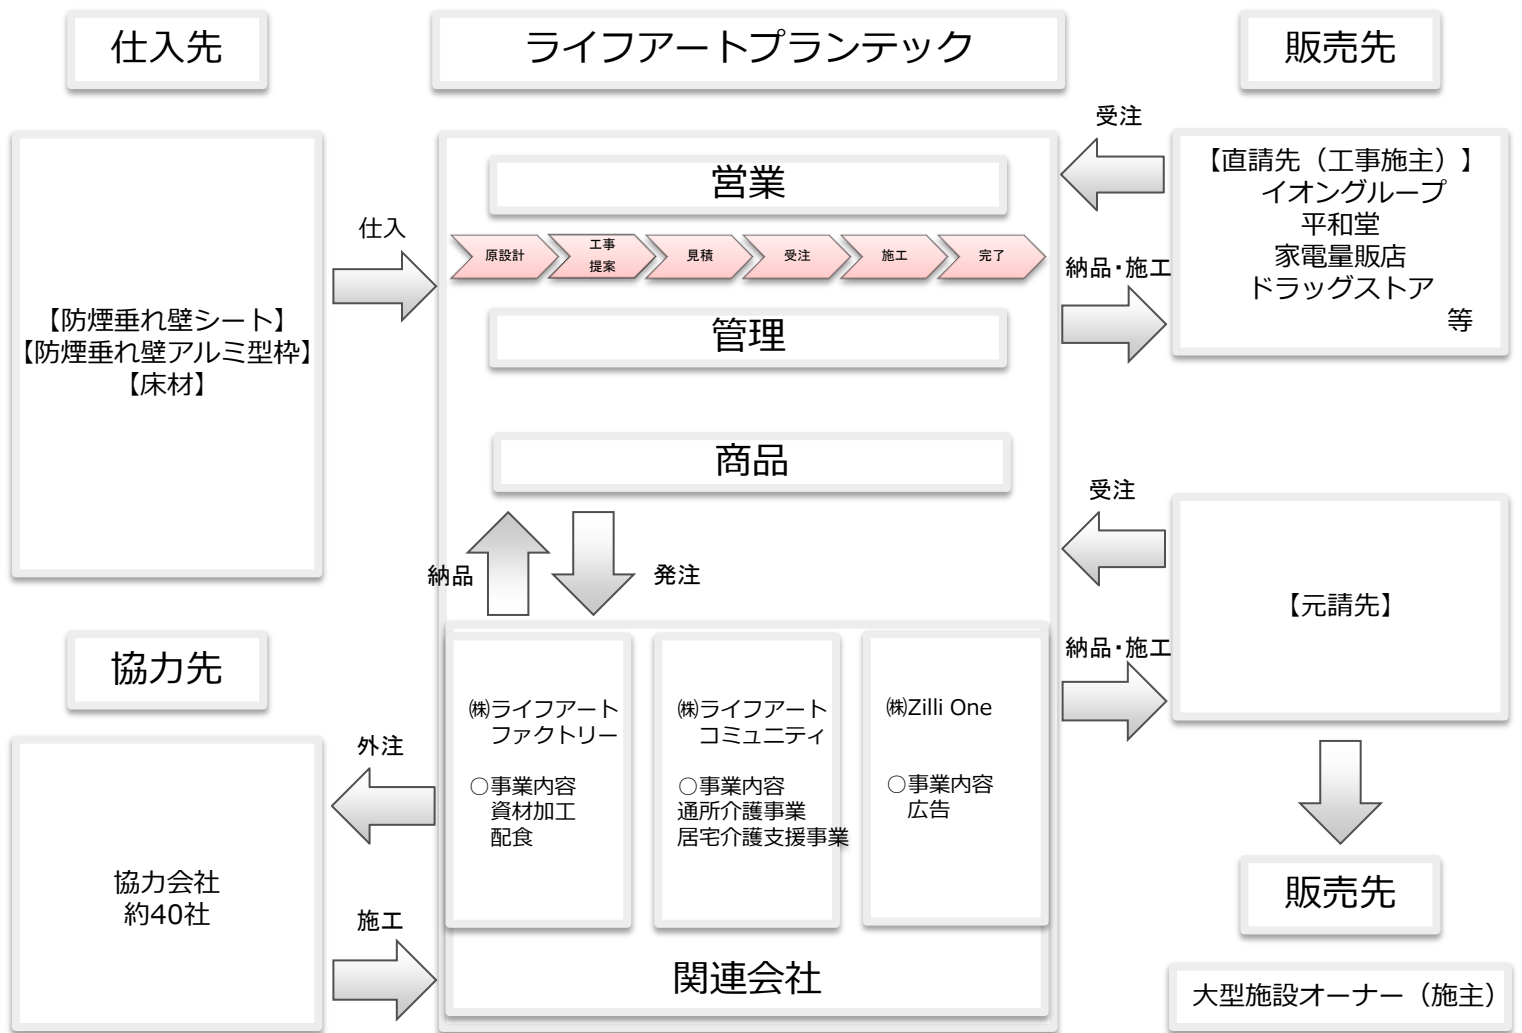 仕入先
ライフアートプランテック
販売先
仕入
【防煙垂れ壁シート】
【防煙垂れ壁アルミ型枠】
【床材】
営業
原設計
工事
提案
見積
受注
施工
完了
管理
商品
納品
発注
受注
【直請先（工事施主）】
イオングループ
平和堂
家電量販店
ドラッグストア
等
納品・施工
受注
【元請先】
納品・施工
協力先
外注
協力会社
約40社
施工
㈱ライフアート
ファクトリー
○事業内容
資材加工
配食
㈱ライフアート
コミュニティ
○事業内容
通所介護事業
居宅介護支援事業
㈱Zilli One
○事業内容
広告
関連会社
販売先
大型施設オーナー（施主）